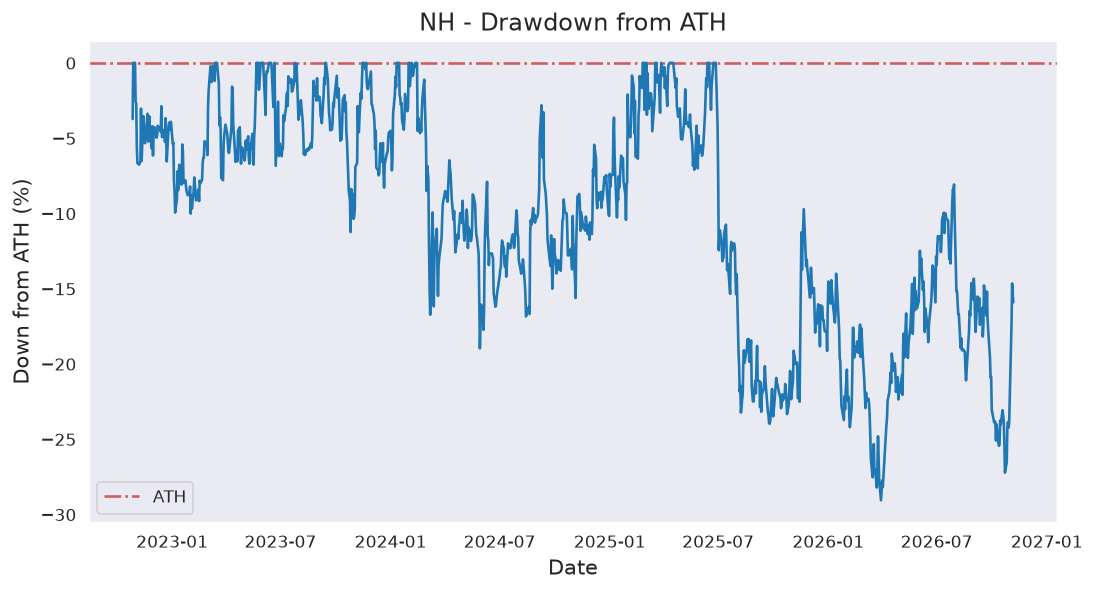 NH - Drawdown from ATH
Down from ATH (%)
0
−5
−10
−15
−20
−25
−30
ATH
2023-01 2023-07 2024-01 2024-07 2025-01 2025-07 2026-01 2026-07 2027-01
Date